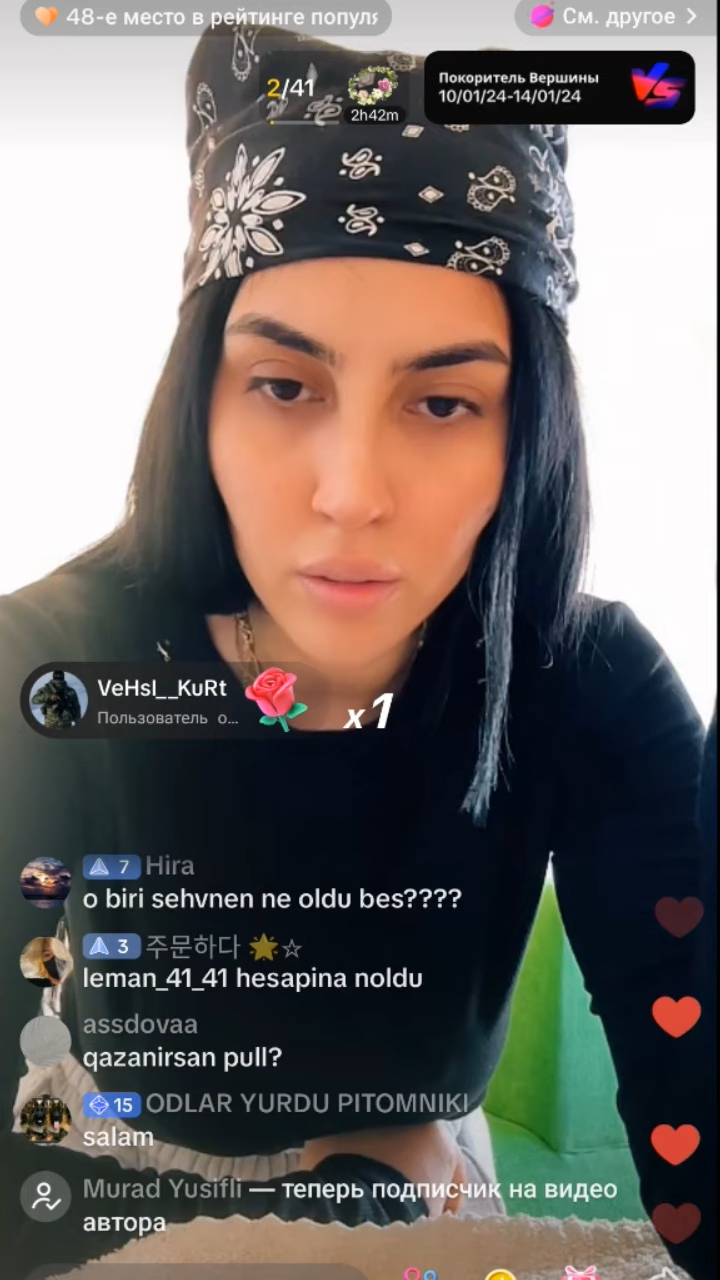 48-е место в рейтинге популя
См. другое
2/41
2h42m
Покоритель Вершины
10/01/24-14/01/24
VS
VeHsl__KuRt
Пользователь о...
x1
7 Hira
o biri sehvnen ne oldu bes????
3 주문하다
leman_41_41 hesapina noldu
assdovaa
qazanirsan pull?
15 ODLAR YURDU PITOMNIKI
salam
Murad Yusifli — теперь подписчик на видео
автора